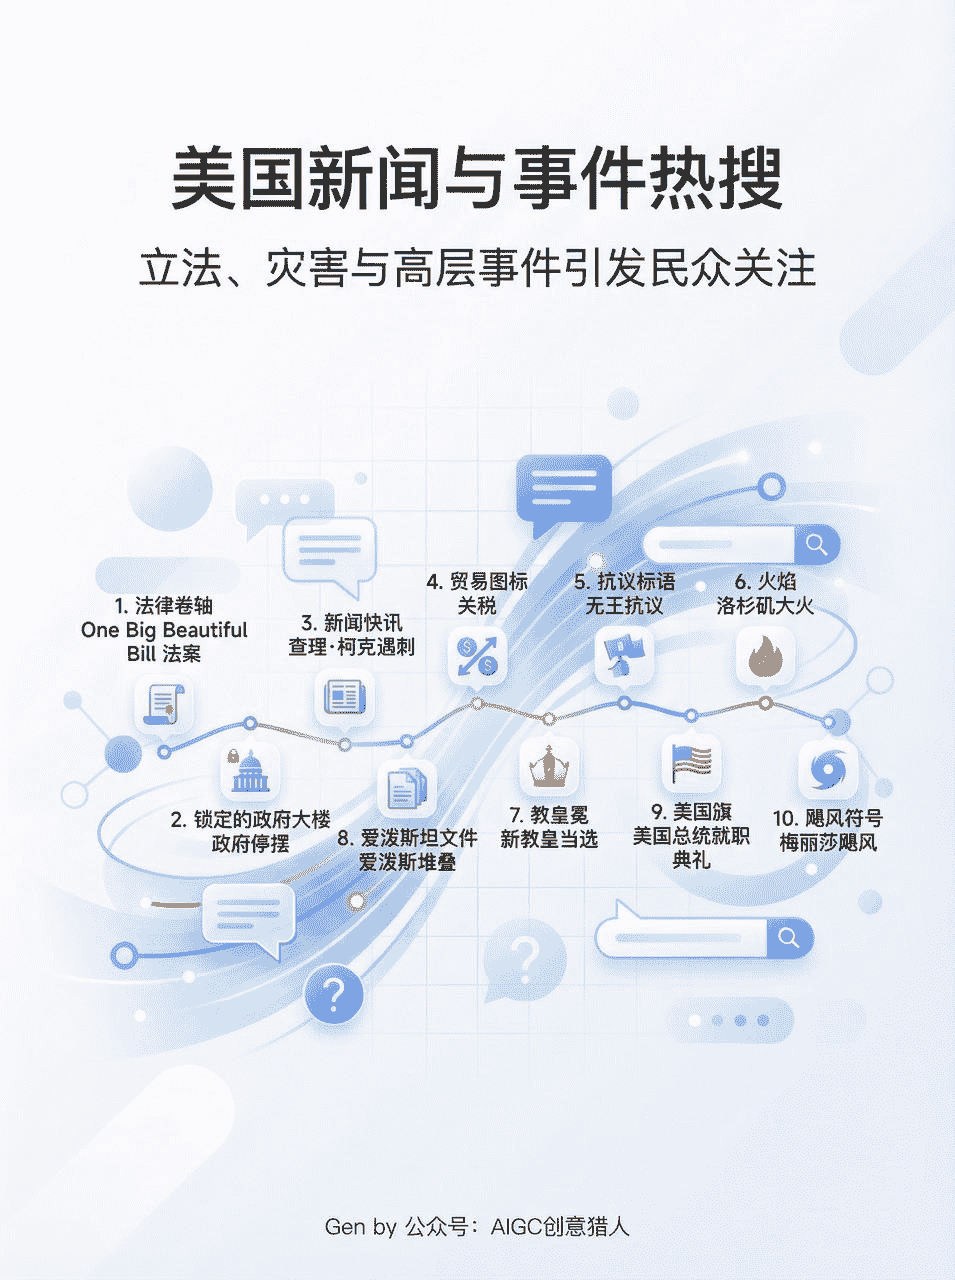 美国新闻与事件热搜
立法、灾害与高层事件引发民众关注
1. 法律卷轴
One Big Beautiful
Bill 法案
2. 锁定的政府大楼
政府停摆
3. 新闻快讯
查理·柯克遇刺
4. 贸易图标
关税
5. 抗议标语
无王抗议
6. 火焰
洛杉矶大火
7. 教皇冕
新教皇当选
8. 爱泼斯坦文件
爱泼斯堆叠
9. 美国旗
美国总统就职
典礼
10. 飓风符号
梅丽莎飓风
Gen by 公众号：AIGC创意猎人